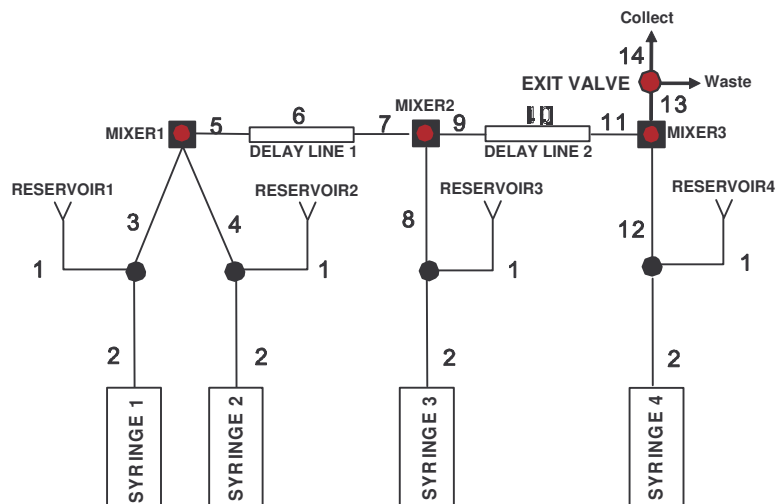 Collect
14
EXIT VALVE
Waste
13
MIXER1
5
6
7
MIXER2
9
10
11
MIXER3
DELAY LINE 1
DELAY LINE 2
RESERVOIR1
RESERVOIR2
RESERVOIR3
RESERVOIR4
3
4
8
12
1
1
1
1
2
2
2
2
SYRINGE 1
SYRINGE 2
SYRINGE 3
SYRINGE 4